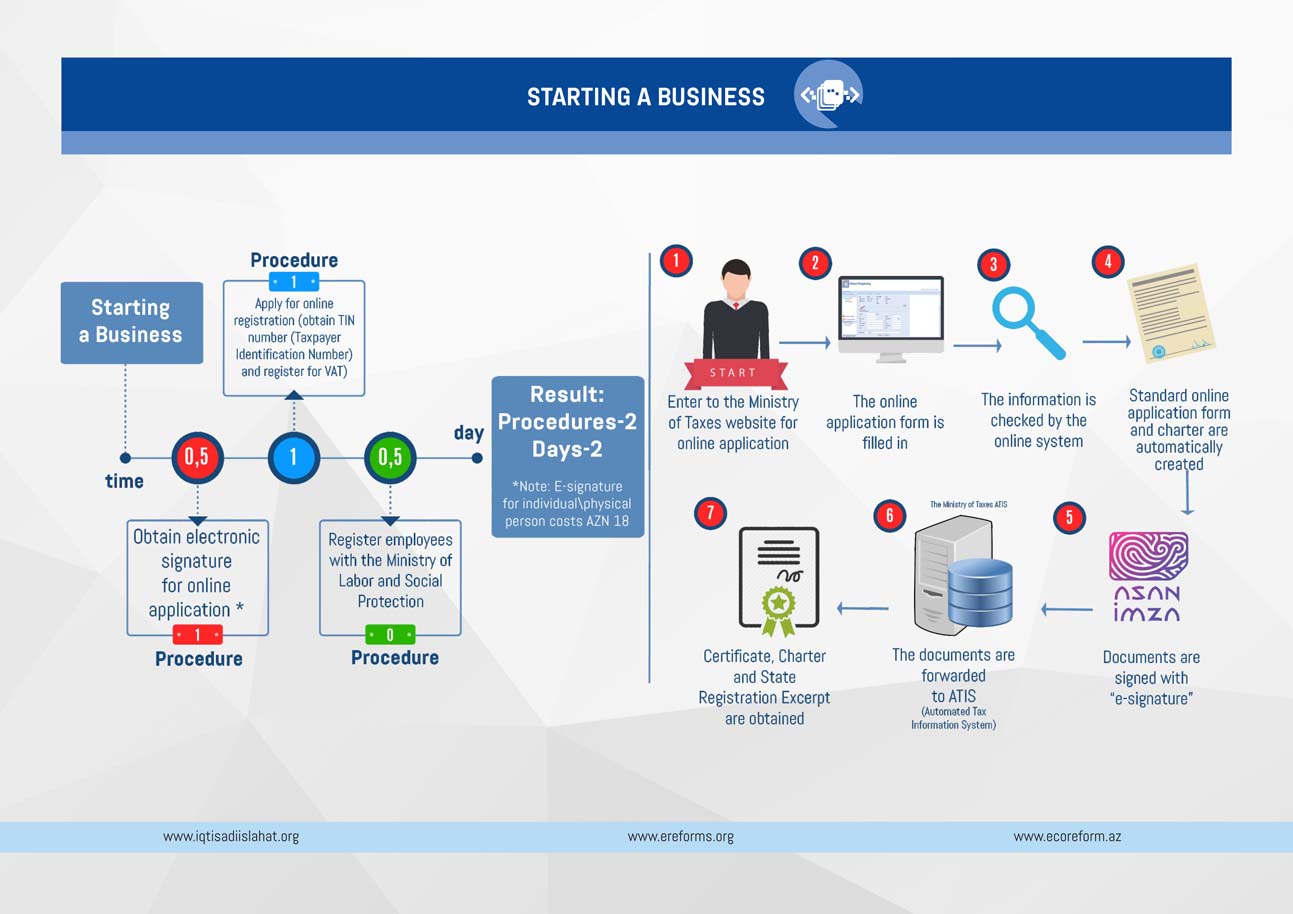 STARTING A BUSINESS
Starting
a Business
Procedure
1
Apply for online
registration (obtain TIN
number (Taxpayer
Identification Number)
and register for VAT)
time
0,5
1
0,5
day
Obtain electronic
signature
for online
application *
1
Procedure
Register employees
with the Ministry of
Labor and Social
Protection
0
Procedure
Result:
Procedures-2
Days-2
*Note: E-signature
for individual\physical
person costs AZN 18
1
START
Enter to the Ministry
of Taxes website for
online application
2
The online
application form is
filled in
3
The information is
checked by the
online system
4
Standard online
application form
and charter are
automatically
created
5
ASAN
İMZA
Documents are
signed with
“e-signature”
6
The Ministry of Taxes ATIS
The documents are
forwarded
to ATIS
(Automated Tax
Information System)
7
Certificate, Charter
and State
Registration Excerpt
are obtained
www.iqtisadiislahat.org
www.ereforms.org
www.ecoreform.az